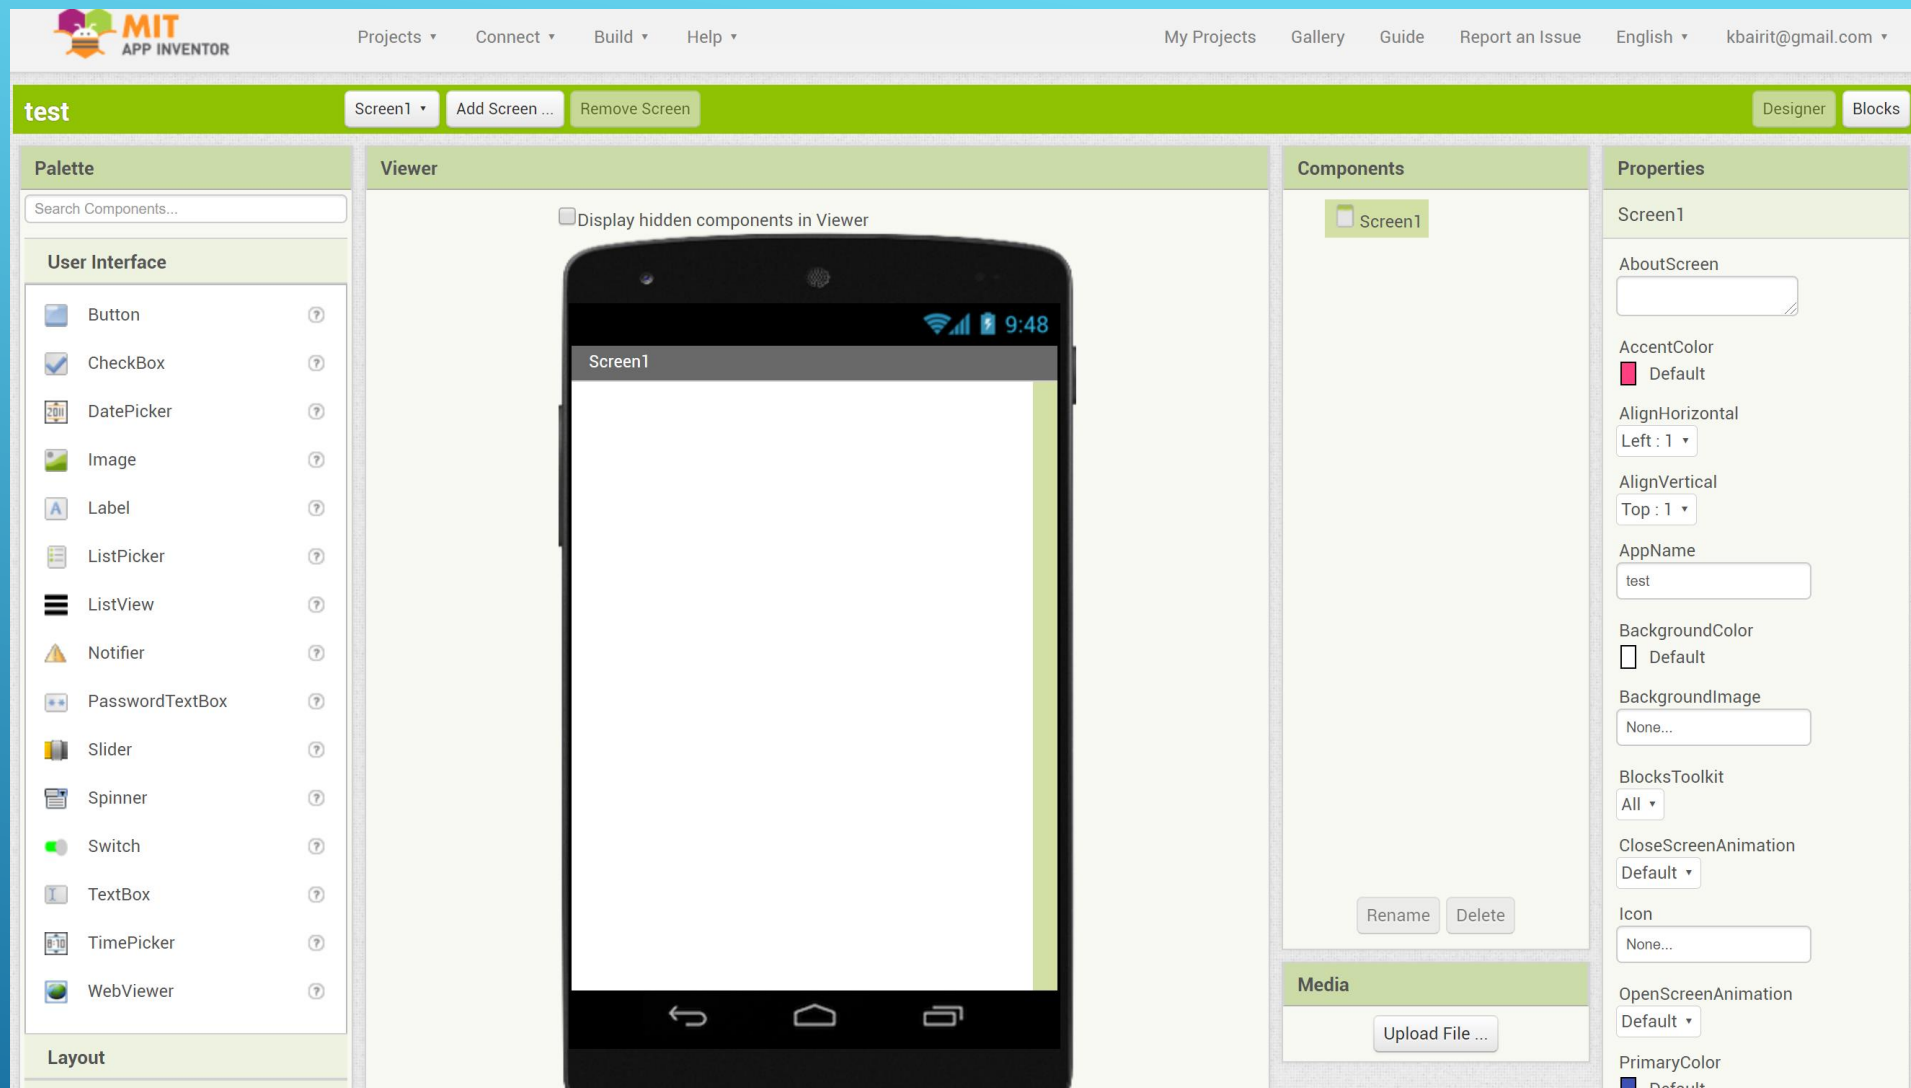 MIT
APP INVENTOR
Projects
Connect
Build
Help
My Projects
Gallery
Guide
Report an Issue
English
kbairit@gmail.com
test
Screen1
Add Screen ...
Remove Screen
Designer
Blocks
Palette
Search Components...
User Interface
Button
CheckBox
2011
DatePicker
Image
A
Label
ListPicker
ListView
Notifier
PasswordTextBox
Slider
Spinner
Switch
TextBox
8:10
TimePicker
WebViewer
Layout
Viewer
Display hidden components in Viewer
9:48
Screen1
Components
Screen1
Rename
Delete
Media
Upload File ...
Properties
Screen1
AboutScreen
AccentColor
Default
AlignHorizontal
Left : 1
AlignVertical
Top : 1
AppName
test
BackgroundColor
Default
BackgroundImage
None...
BlocksToolkit
All
CloseScreenAnimation
Default
Icon
None...
OpenScreenAnimation
Default
PrimaryColor
Default